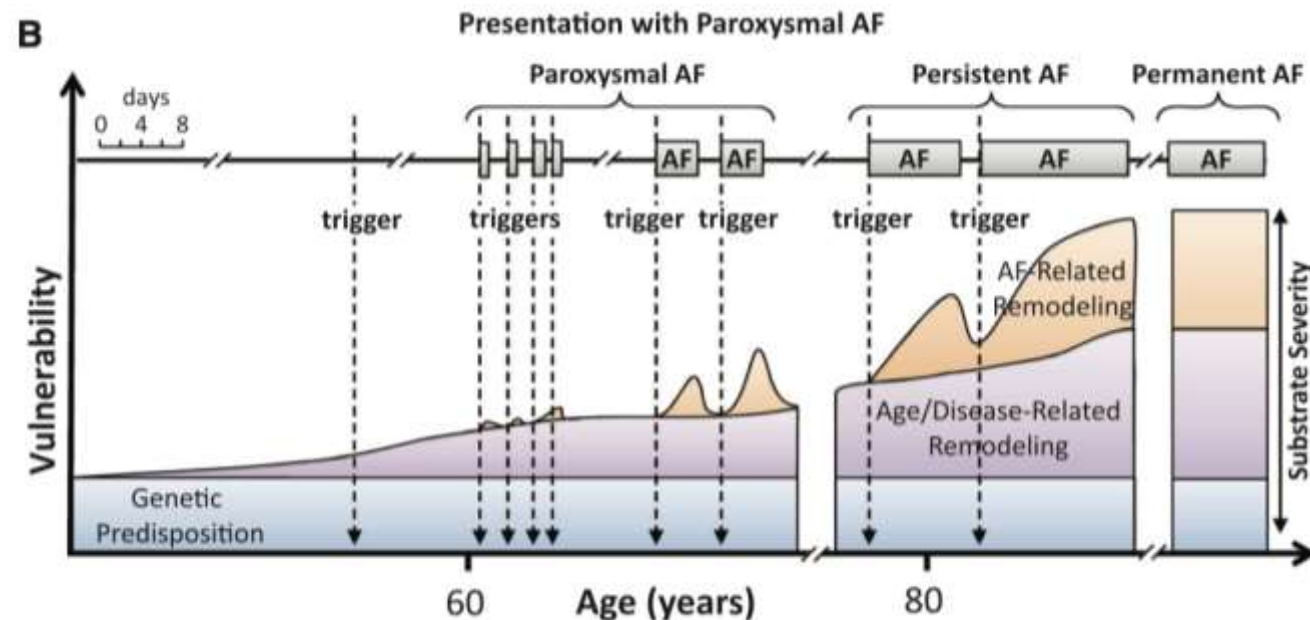 B
Presentation with Paroxysmal AF
Paroxysmal AF
Persistent AF
Permanent AF
days
0 4 8
AF
AF
AF
AF
AF
trigger
triggers
trigger
trigger
trigger
trigger
Vulnerability
AF-Related
Remodeling
Age/Disease-Related
Remodeling
Genetic
Predisposition
Substrate Severity
60
80
Age (years)